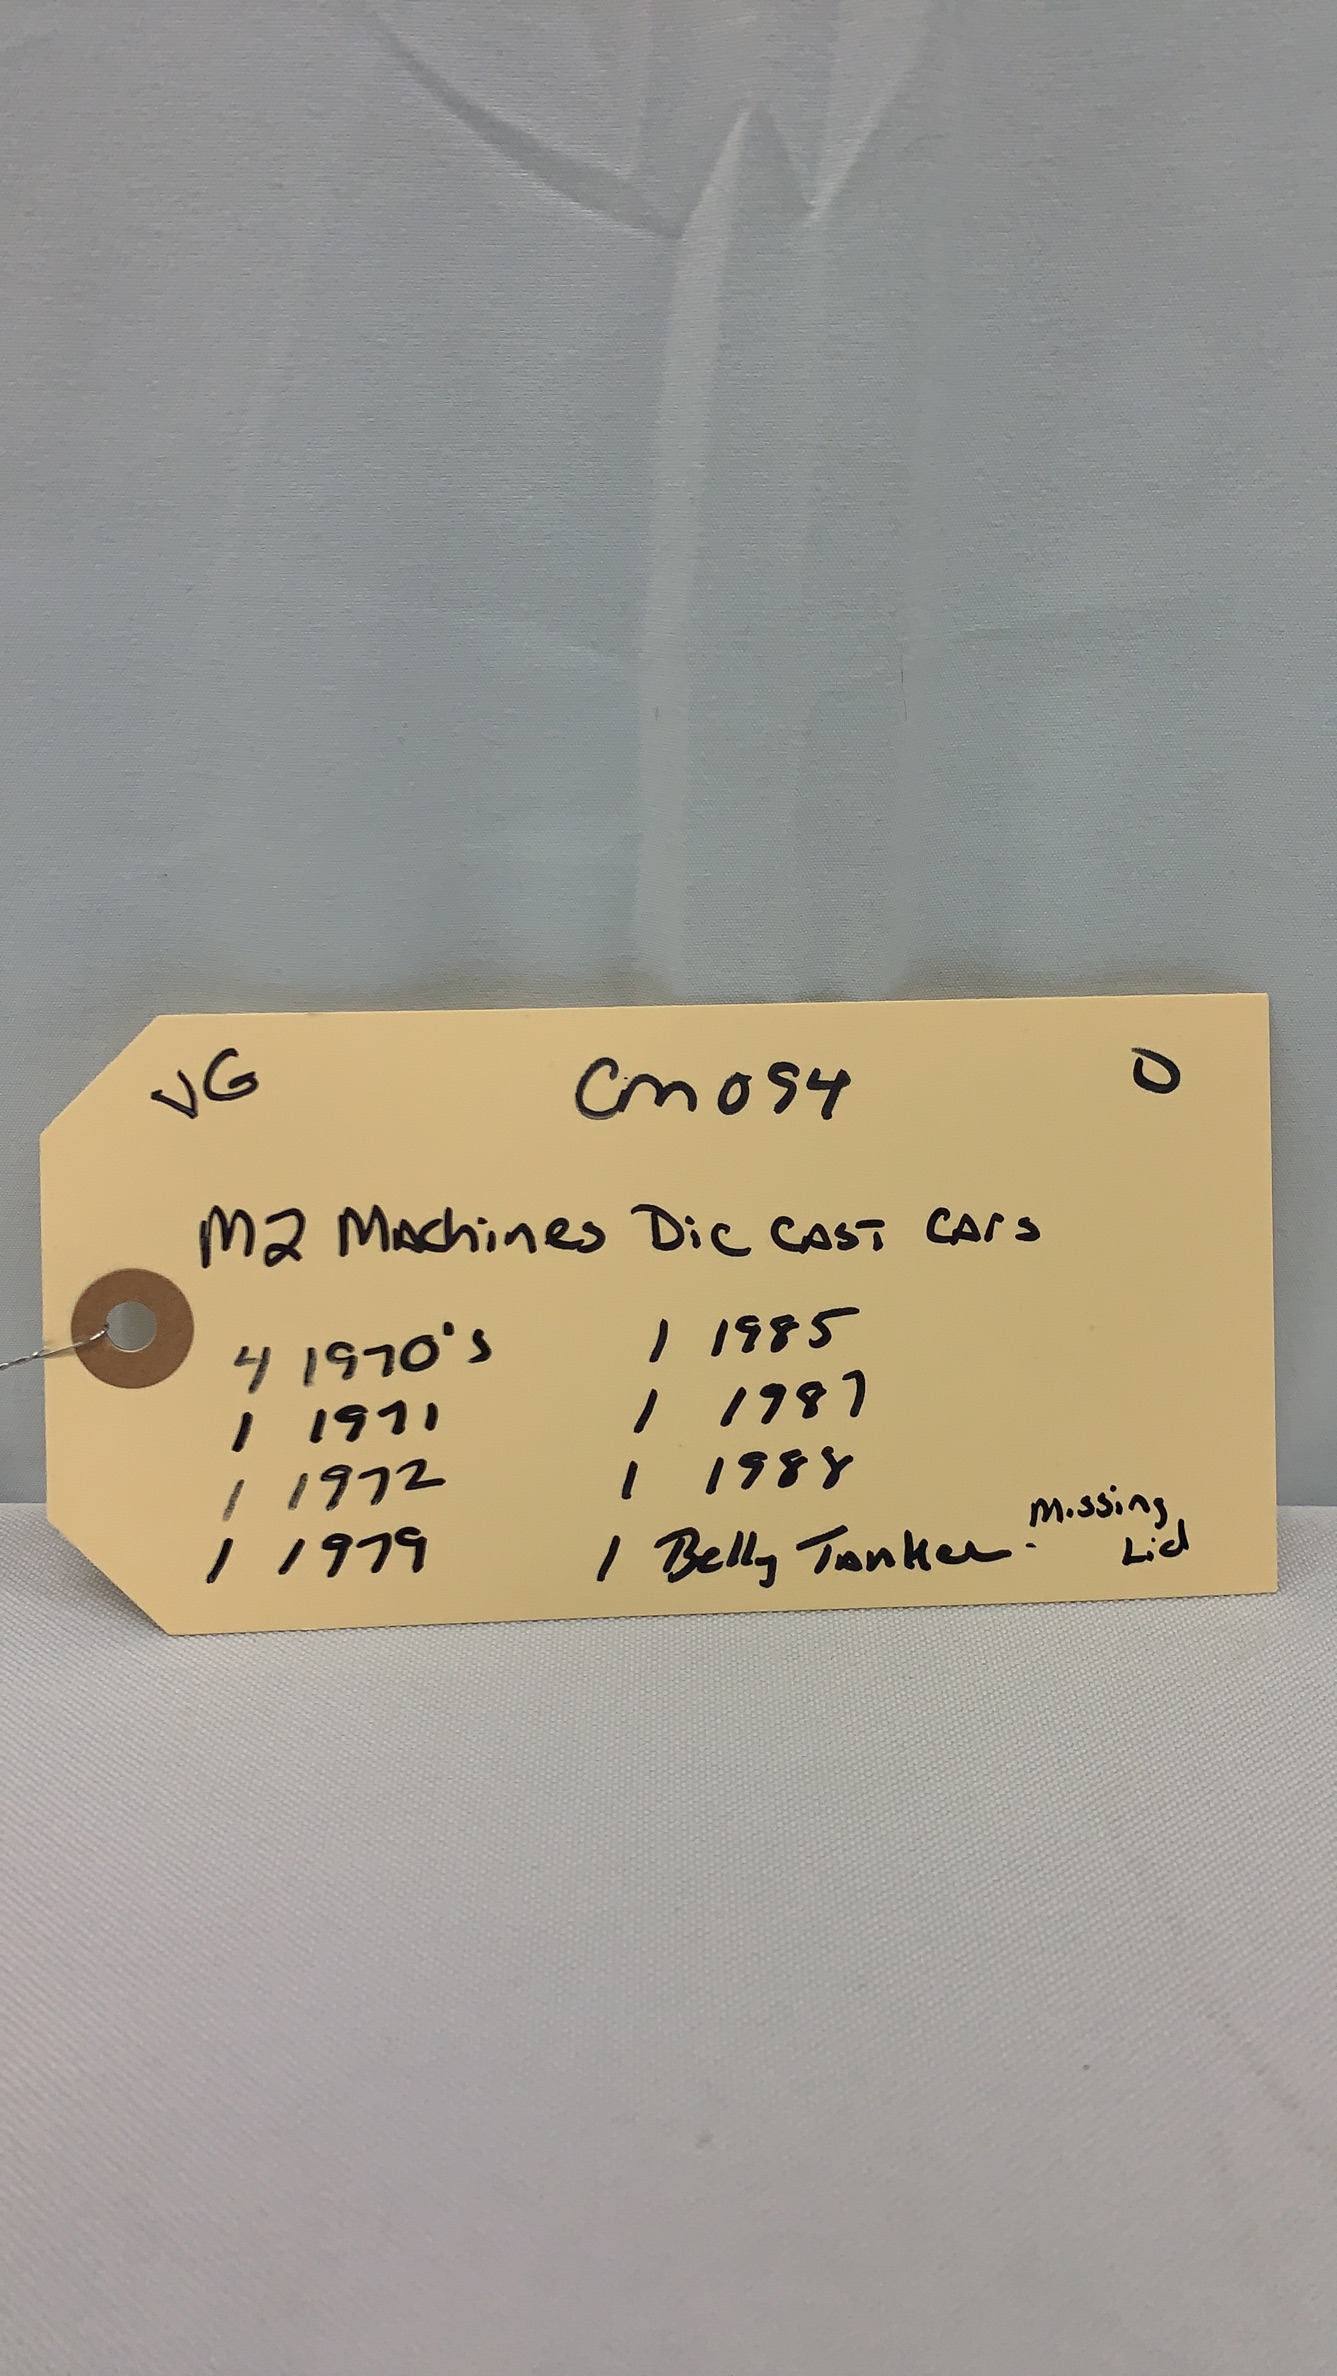 VG CM094 D
M2 Machines Die Cast Cars
4 1970's
1 1971
1 1972
1 1979
1 1985
1 1987
1 1988
1 Belly Tanker - Missing
Lid